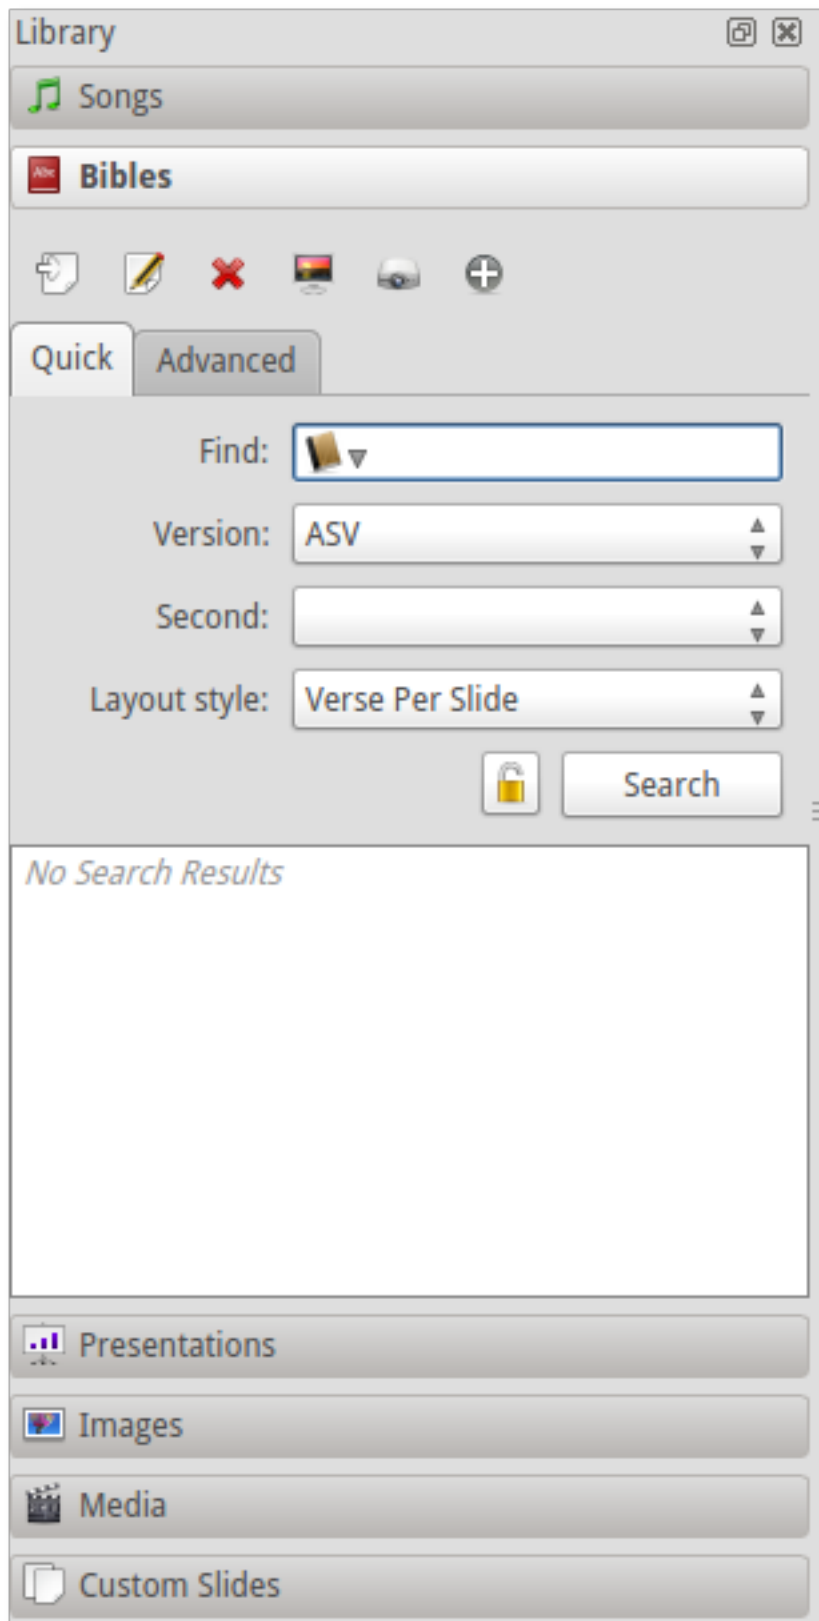 Library
Songs
Bibles
Quick Advanced
Find:
Version: ASV
Second:
Layout style: Verse Per Slide
Search
No Search Results
Presentations
Images
Media
Custom Slides